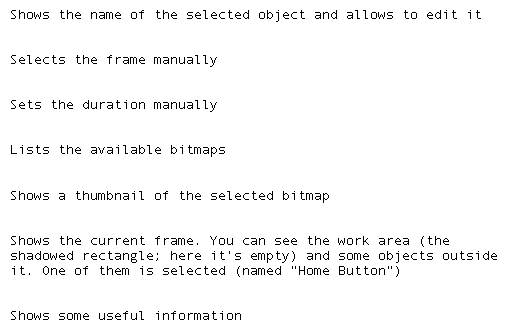 Shows the name of the selected object and allows to edit it
Selects the frame manually
Sets the duration manually
Lists the available bitmaps
Shows a thumbnail of the selected bitmap
Shows the current frame. You can see the work area (the
shadowed rectangle; here it's empty) and some objects outside
it. One of them is selected (named "Home Button")
Shows some useful information